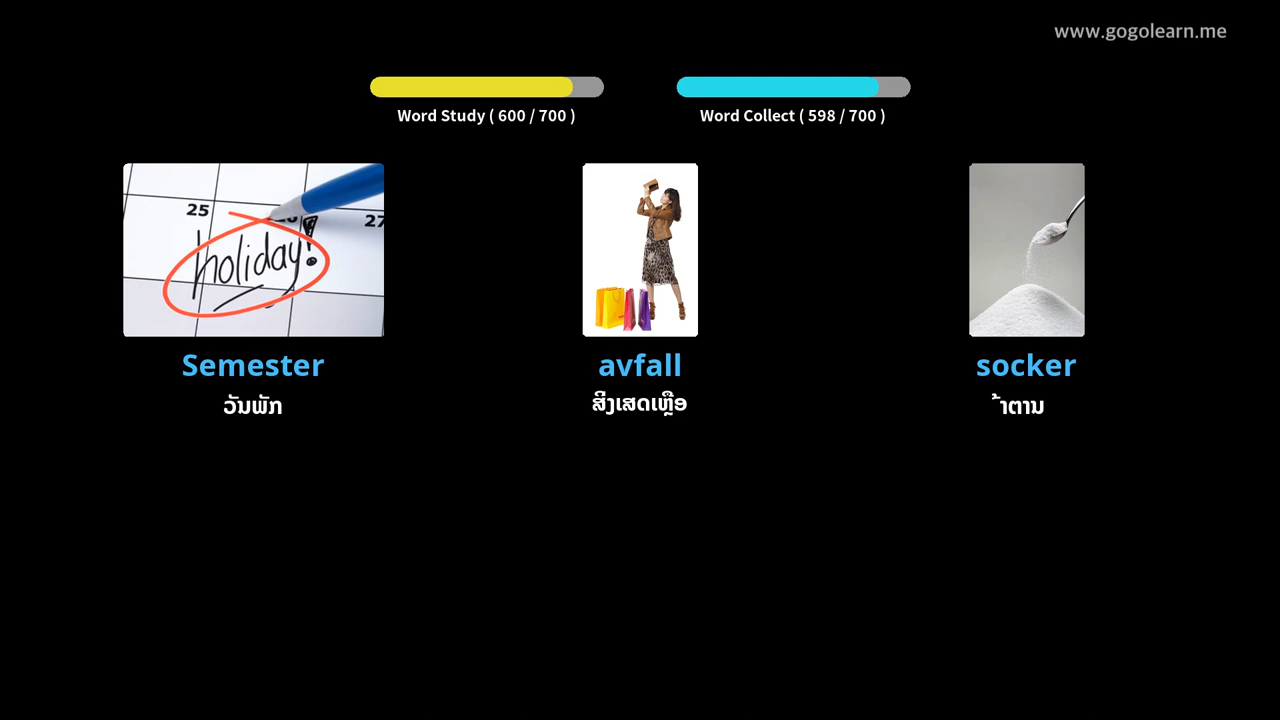 www.gogolearn.me
Word Study ( 600 / 700 )
Word Collect ( 598 / 700 )
25
27
holiday!
Semester
avfall
socker
ວັນພັກ
ສິ່ງເສດເຫຼືອ
້າຕານ